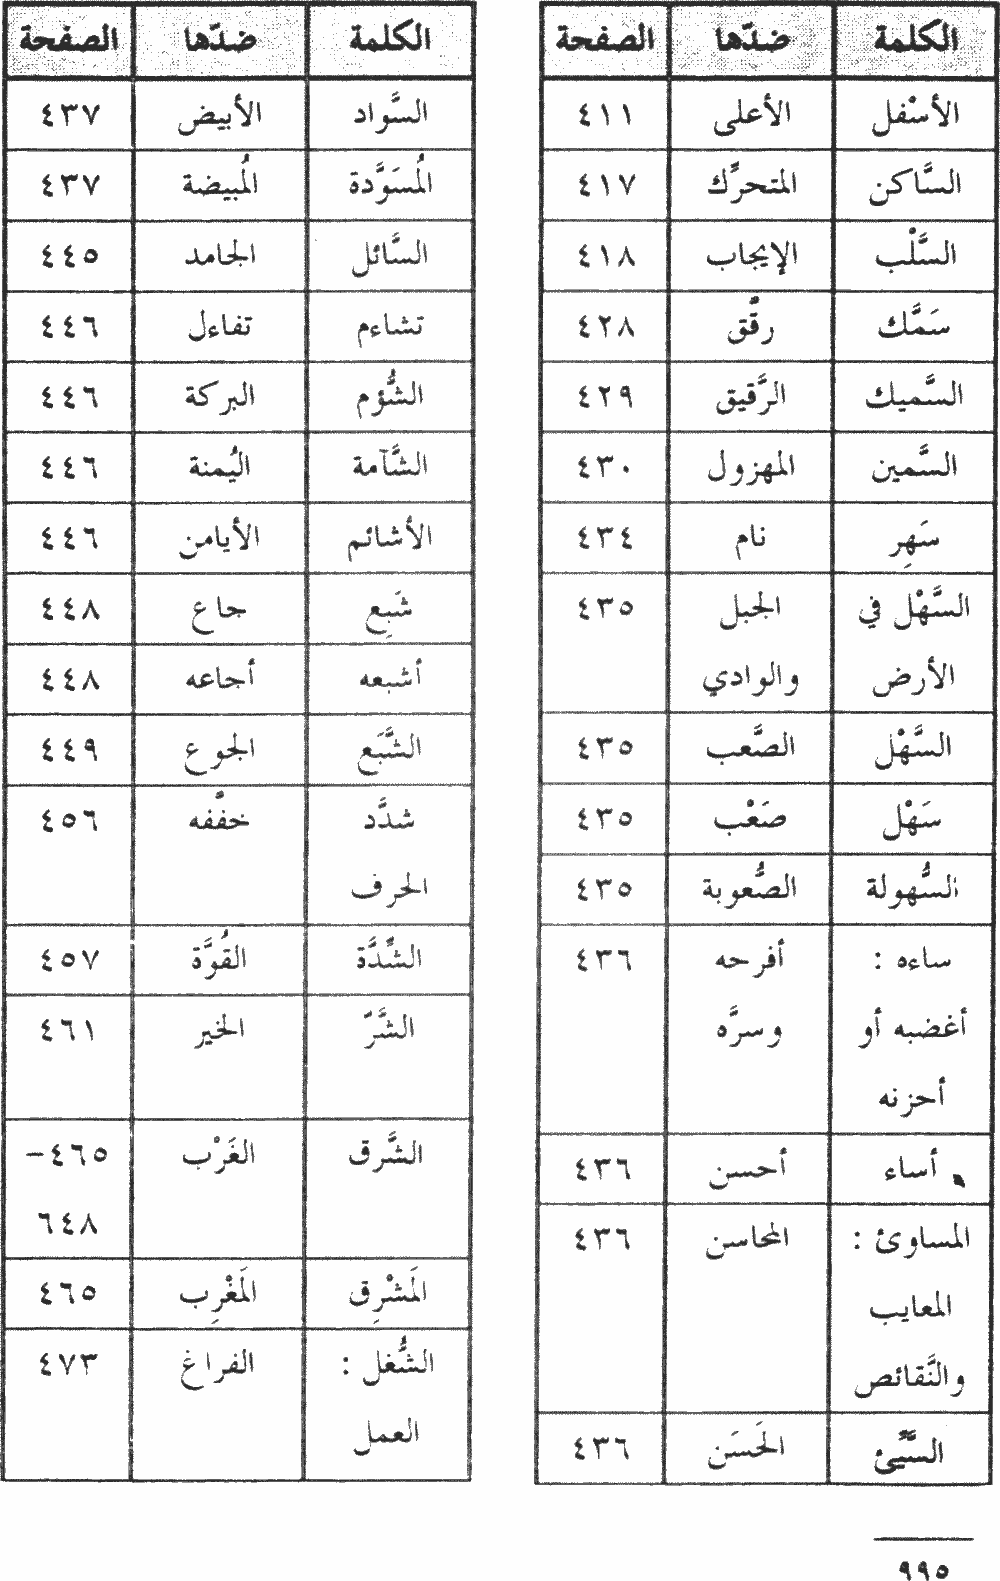 الكلمة ضدّها الصفحة
الأسْفل الأعلى ٤١١
السَّاكن المتحرِّك ٤١٧
السَّلْب الإيجاب ٤١٨
سَمَّك رقَّق ٤٢٨
السَّميك الرَّقيق ٤٢٩
السَّمين المهزول ٤٣٠
سَهِر نام ٤٣٤
السَّهْل في الجبل ٤٣٥
الأرض والوادي
السَّهْل الصَّعب ٤٣٥
سَهْل صَعْب ٤٣٥
السُّهولة الصُّعوبة ٤٣٥
ساءه : أفرحه ٤٣٦
أغضبه أو وسرَّه
أحزنه
أساء أحسن ٤٣٦
المساوئ : المحاسن ٤٣٦
المعايب
والنَّقائص
السَّيِّئ الحَسَن ٤٣٦
الكلمة ضدّها الصفحة
السَّواد الأبيض ٤٣٧
المُسَوَّدة المُبيضة ٤٣٧
السَّائل الجامد ٤٤٥
تشاءم تفاءل ٤٤٦
الشُّؤم البركة ٤٤٦
الشَّآمة اليُمنة ٤٤٦
الأشائم الأيامن ٤٤٦
شَبِع جاع ٤٤٨
أشبعه أجاعه ٤٤٨
الشَّبَع الجوع ٤٤٩
شدَّد خفَّفه ٤٥٦
الحرف
الشِّدَّة القُوَّة ٤٥٧
الشَّرّ الخير ٤٦١
الشَّرق الغَرْب ٤٦٥–
٦٤٨
المَشْرِق المَغْرِب ٤٦٥
الشُّغل : الفراغ ٤٧٣
العمل
٩٩٥